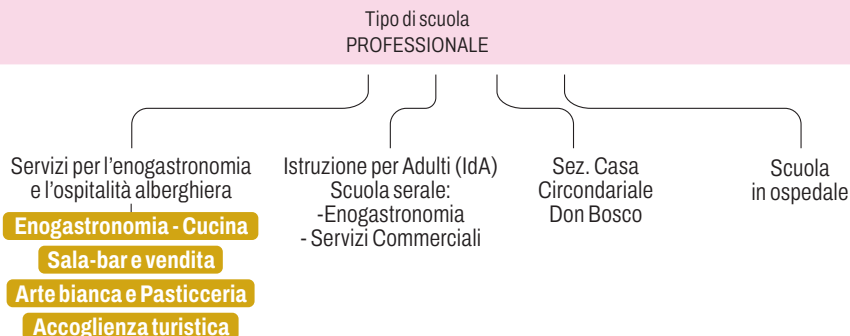 Tipo di scuola
PROFESSIONALE
Servizi per l'enogastronomia
e l'ospitalità alberghiera
Enogastronomia - Cucina
Sala-bar e vendita
Arte bianca e Pasticceria
Accoglienza turistica
Istruzione per Adulti (IdA)
Scuola serale:
-Enogastronomia
- Servizi Commerciali
Sez. Casa
Circondariale
Don Bosco
Scuola
in ospedale